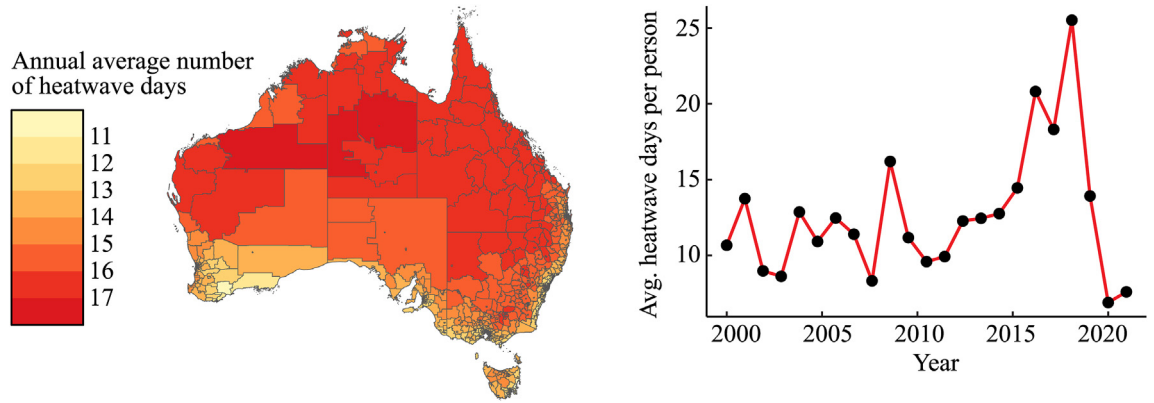 Annual average number
of heatwave days
11
12
13
14
15
16
17
Avg. heatwave days per person
25
20
15
10
2000 2005 2010 2015 2020
Year